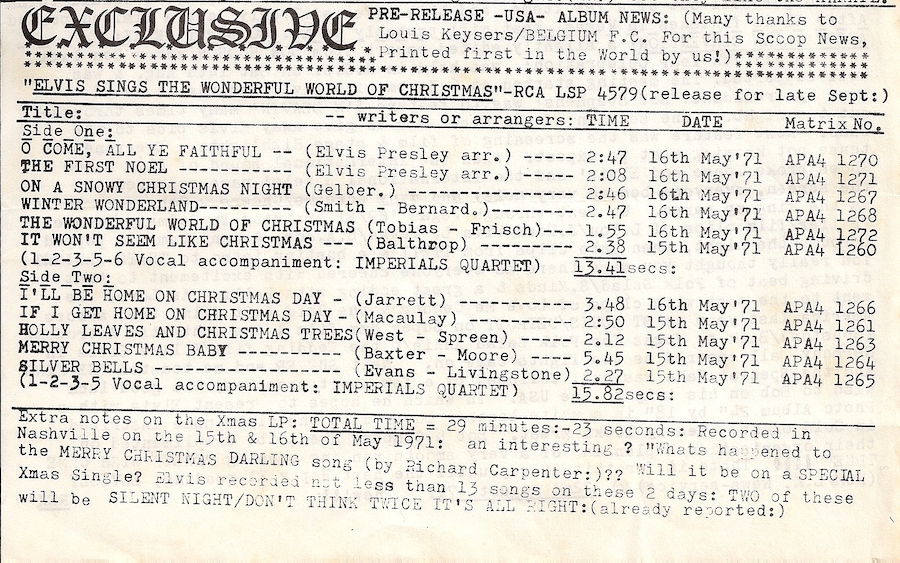 EXCLUSIVE PRE-RELEASE -USA- ALBUM NEWS: (Many thanks to
Louis Keysers/BELGIUM F.C. For this Scoop News,
Printed first in the World by us!)
"ELVIS SINGS THE WONDERFUL WORLD OF CHRISTMAS"-RCA LSP 4579(release for late Sept:)
Title: -- writers or arrangers: TIME DATE Matrix No.
Side One:
O COME, ALL YE FAITHFUL -- (Elvis Presley arr.) ----- 2:47 16th May'71 APA4 1270
THE FIRST NOEL ----------- (Elvis Presley arr.) ----- 2:08 16th May'71 APA4 1271
ON A SNOWY CHRISTMAS NIGHT (Gelber.) ---------------- 2:46 16th May'71 APA4 1267
WINTER WONDERLAND--------- (Smith - Bernard.)-------- 2.47 16th May'71 APA4 1268
THE WONDERFUL WORLD OF CHRISTMAS (Tobias - Frisch)--- 1.55 16th May'71 APA4 1272
IT WON'T SEEM LIKE CHRISTMAS --- (Balthrop) --------- 2.38 15th May'71 APA4 1260
(1-2-3-5-6 Vocal accompaniment: IMPERIALS QUARTET) 13.41secs:
Side Two:
I'LL BE HOME ON CHRISTMAS DAY - (Jarrett) ----------- 3.48 16th May'71 APA4 1266
IF I GET HOME ON CHRISTMAS DAY- (Macaulay) ---------- 2:50 15th May'71 APA4 1261
HOLLY LEAVES AND CHRISTMAS TREES(West - Spreen) ----- 2.12 15th May'71 APA4 1263
MERRY CHRISTMAS BABY ---------- (Baxter - Moore) ---- 5.45 15th May'71 APA4 1264
SILVER BELLS ------------------ (Evans - Livingstone) 2.27 15th May'71 APA4 1265
(1-2-3-5 Vocal accompaniment: IMPERIALS QUARTET) 15.82secs:
Extra notes on the Xmas LP: TOTAL TIME = 29 minutes:-23 seconds: Recorded in
Nashville on the 15th & 16th of May 1971: an interesting ? "Whats happened to
the MERRY CHRISTMAS DARLING song (by Richard Carpenter:)?? Will it be on a SPECIAL
Xmas Single? Elvis recorded not less than 13 songs on these 2 days: TWO of these
will be SILENT NIGHT/DON'T THINK TWICE IT'S ALL RIGHT:(already reported:)